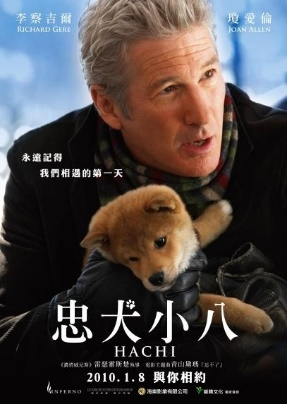 李察吉爾 瓊愛倫
RICHARD GERE JOAN ALLEN
永遠記得
我們相遇的第一天
忠犬小八
HACHI
2010.1.8 與你相約
INFERNO